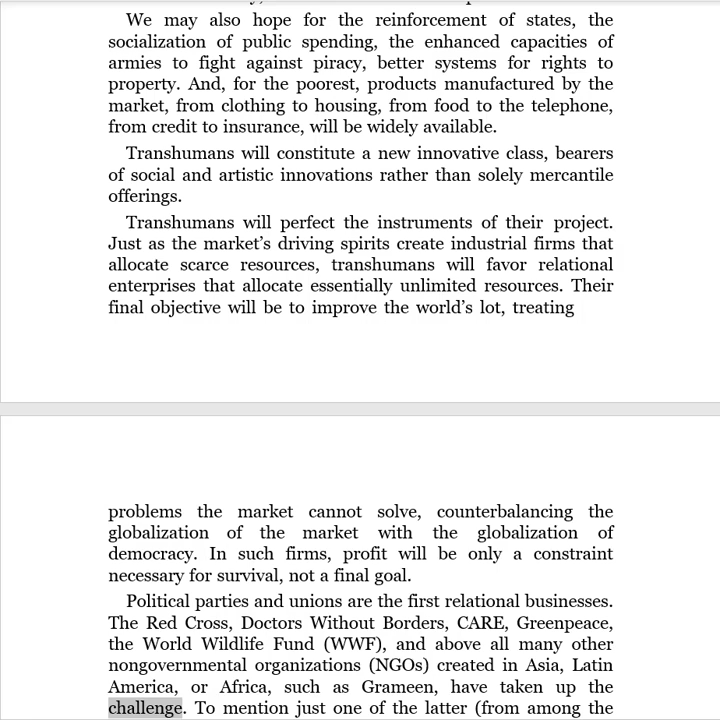 We may also hope for the reinforcement of states, the
socialization of public spending, the enhanced capacities of
armies to fight against piracy, better systems for rights to
property. And, for the poorest, products manufactured by the
market, from clothing to housing, from food to the telephone,
from credit to insurance, will be widely available.
Transhumans will constitute a new innovative class, bearers
of social and artistic innovations rather than solely mercantile
offerings.
Transhumans will perfect the instruments of their project.
Just as the market’s driving spirits create industrial firms that
allocate scarce resources, transhumans will favor relational
enterprises that allocate essentially unlimited resources. Their
final objective will be to improve the world’s lot, treating
problems the market cannot solve, counterbalancing the
globalization of the market with the globalization of
democracy. In such firms, profit will be only a constraint
necessary for survival, not a final goal.
Political parties and unions are the first relational businesses.
The Red Cross, Doctors Without Borders, CARE, Greenpeace,
the World Wildlife Fund (WWF), and above all many other
nongovernmental organizations (NGOs) created in Asia, Latin
America, or Africa, such as Grameen, have taken up the
challenge. To mention just one of the latter (from among the